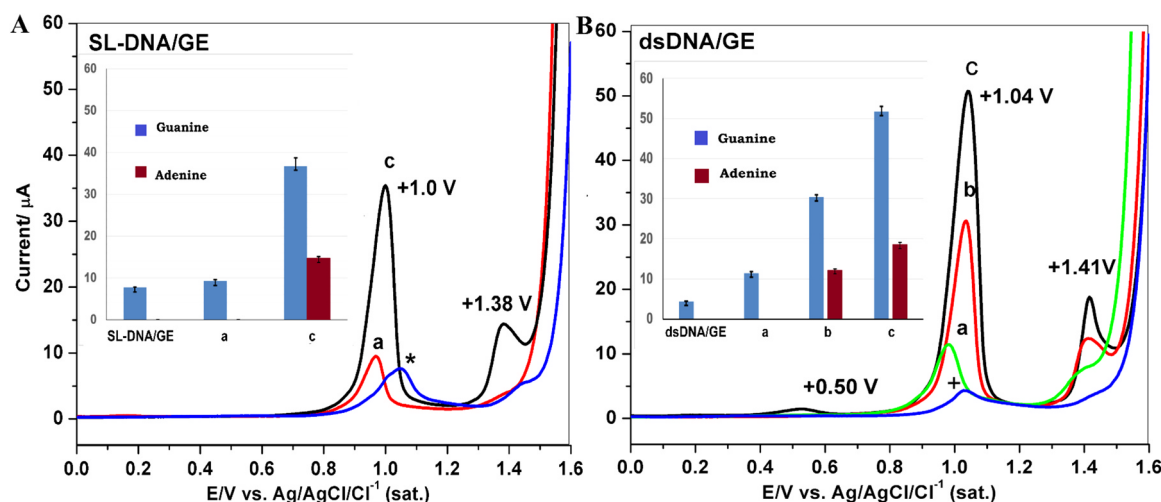 A
SL-DNA/GE
60
50
40
30
20
10
0
Current/ μA
60
50
40
30
20
10
0
Guanine
Adenine
SL-DNA/GE a c
c
+1.0 V
+1.38 V
a
*
0.0 0.2 0.4 0.6 0.8 1.0 1.2 1.4 1.6
E/V vs. Ag/AgCl/Cl⁻¹ (sat.)
B
dsDNA/GE
60
50
40
30
20
10
0
60
50
40
30
20
10
0
Guanine
Adenine
dsDNA/GE a b c
c
+1.04 V
b
+1.41V
a
+
+0.50 V
0.0 0.2 0.4 0.6 0.8 1.0 1.2 1.4 1.6
E/V vs. Ag/AgCl/Cl⁻¹ (sat.)